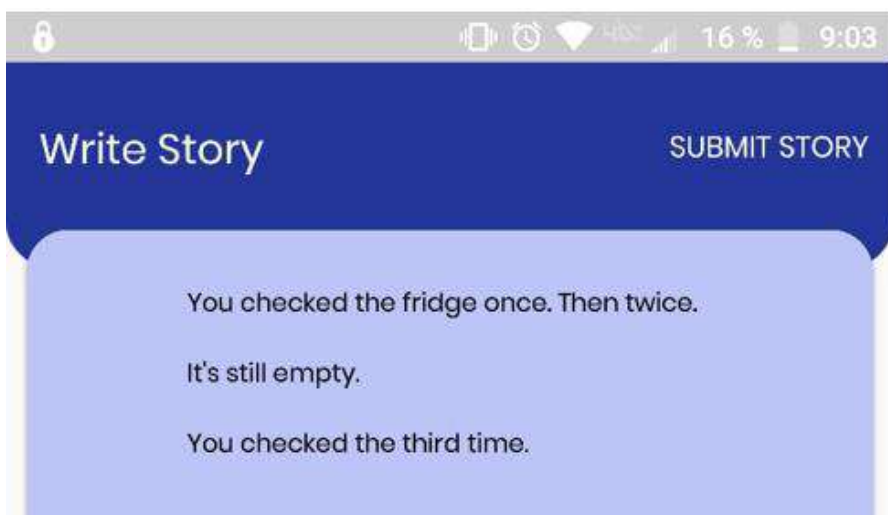 16 % 9:03
Write Story SUBMIT STORY
You checked the fridge once. Then twice.
It's still empty.
You checked the third time.